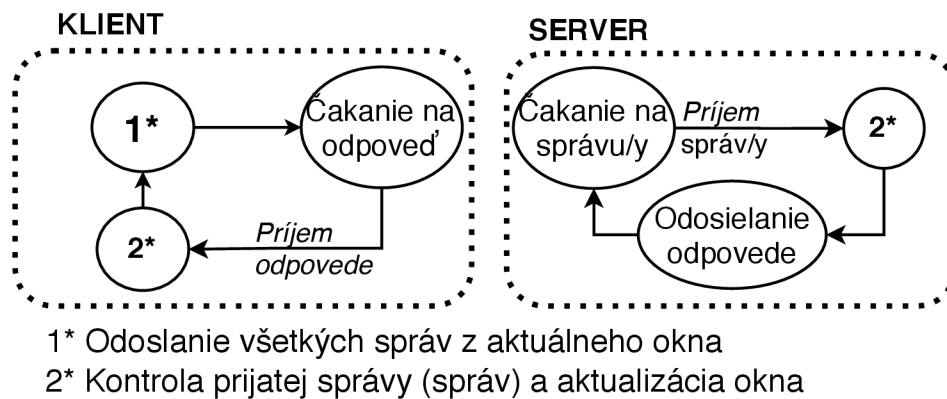 KLIENT
1*
Čakanie na
odpoveď
2*
Príjem
odpovede
SERVER
Čakanie na
správu/y
Príjem
správ/y
2*
Odosielanie
odpovede
1* Odoslanie všetkých správ z aktuálneho okna
2* Kontrola prijatej správy (správ) a aktualizácia okna